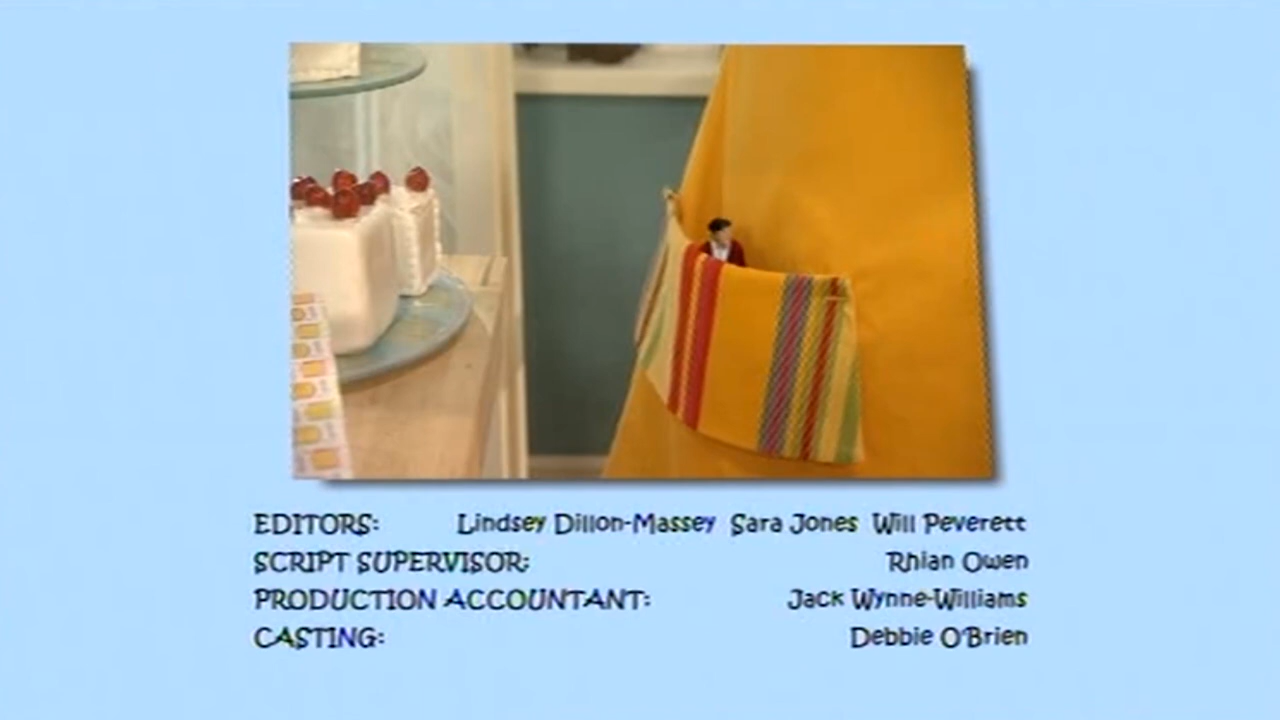 EDITORS: Lindsey Dillon-Massey Sara Jones Will Peverett
SCRIPT SUPERVISOR: Rhian Owen
PRODUCTION ACCOUNTANT: Jack Wynne-Williams
CASTING: Debbie O'Brien